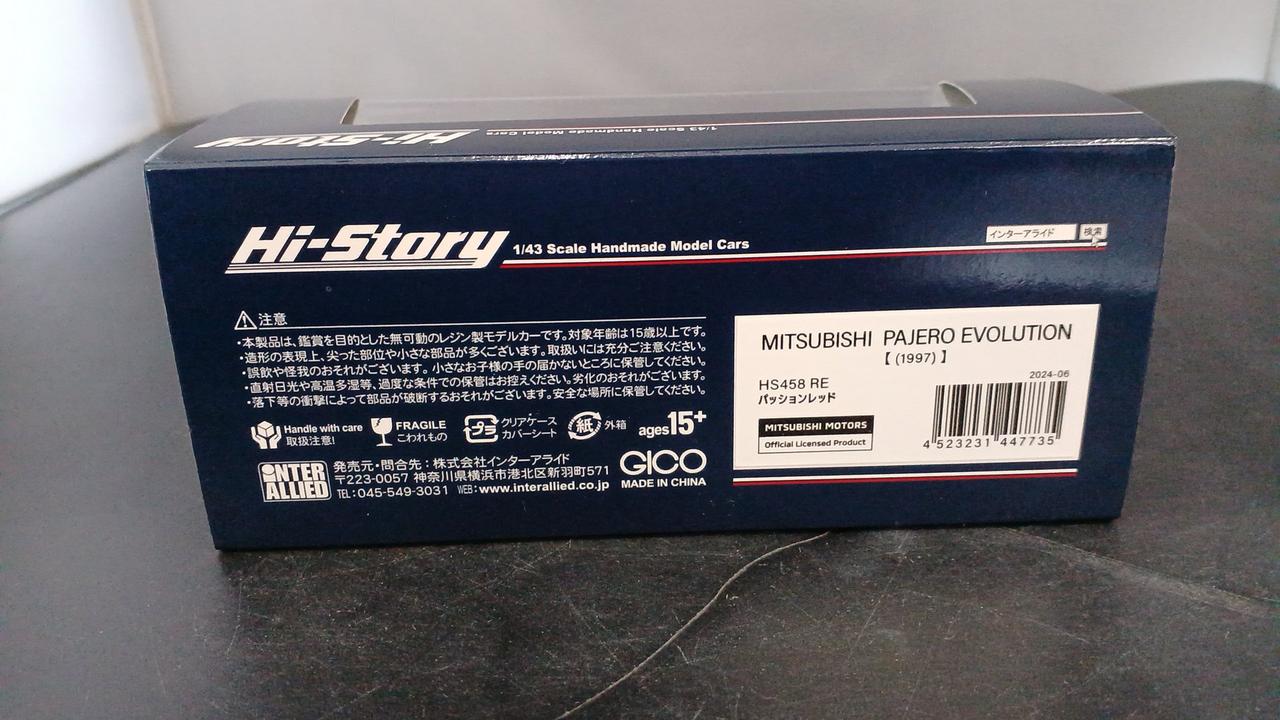 Hi-Story 1/43 Scale Handmade Model Cars
Hi-Story 1/43 Scale Handmade Model Cars
インターアライド 検索
⚠注意
・本製品は、鑑賞を目的とした無可動のレジン製モデルカーです。対象年齢は15歳以上です。
・造形の表現上、尖った部位や小さな部品が多くございます。取扱いには充分ご注意ください。
・誤飲や怪我のおそれがございます。小さなお子様の手の届かないところに保管してください。
・直射日光や高温多湿等、過度な条件での保管はお控えください。劣化のおそれがございます。
・落下等の衝撃によって部品が破断するおそれがございます。安全な場所に保管してください。
Handle with care
取扱注意!
FRAGILE
こわれもの
プラ
クリアケース
カバーシート
紙
外箱
ages15+
INTER
ALLIED
発売元・問合先:株式会社インターアライド
〒223-0057 神奈川県横浜市港北区新羽町571
TEL:045-549-3031 WEB:www.interallied.co.jp
GICO
MADE IN CHINA
MITSUBISHI PAJERO EVOLUTION
【 (1997) 】
2024-06
HS458 RE
パッションレッド
MITSUBISHI MOTORS
Official Licensed Product
4 523231 447735